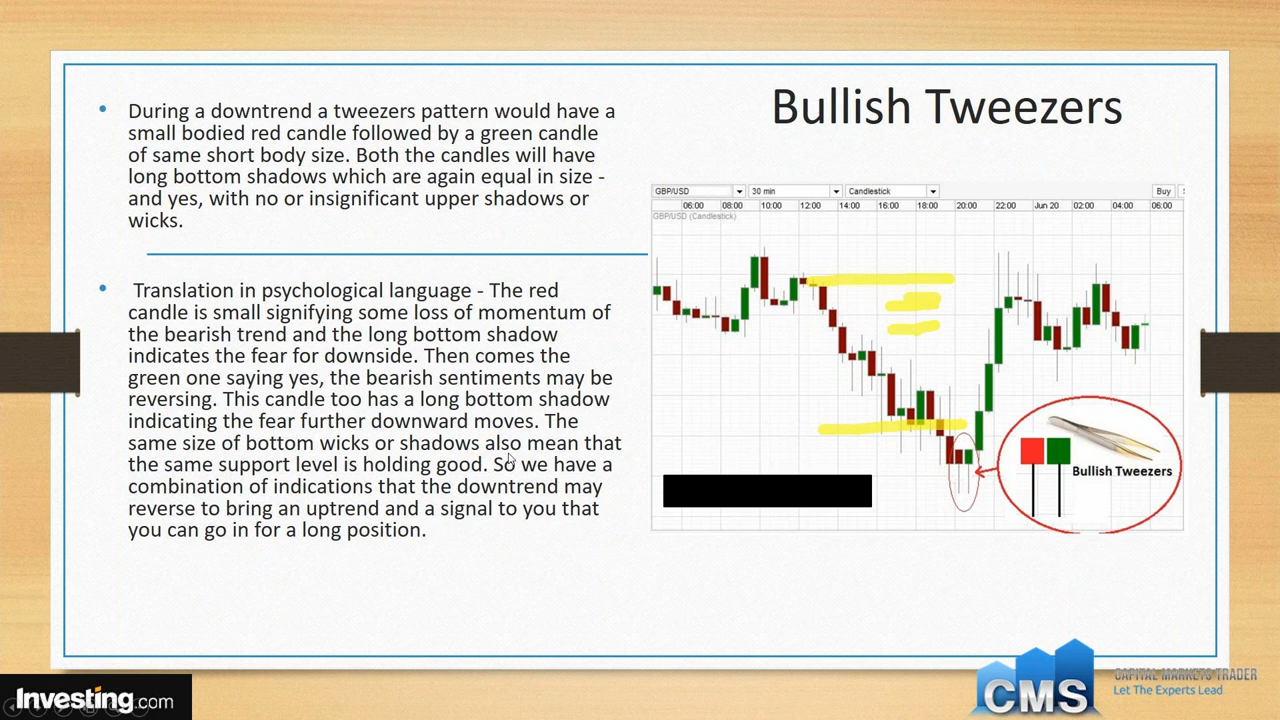 Bullish Tweezers
• During a downtrend a tweezers pattern would have a
small bodied red candle followed by a green candle
of same short body size. Both the candles will have
long bottom shadows which are again equal in size -
and yes, with no or insignificant upper shadows or
wicks.
• Translation in psychological language - The red
candle is small signifying some loss of momentum of
the bearish trend and the long bottom shadow
indicates the fear for downside. Then comes the
green one saying yes, the bearish sentiments may be
reversing. This candle too has a long bottom shadow
indicating the fear further downward moves. The
same size of bottom wicks or shadows also mean that
the same support level is holding good. So we have a
combination of indications that the downtrend may
reverse to bring an uptrend and a signal to you that
you can go in for a long position.
GBP/USD 30 min Candlestick Buy
06:00 08:00 10:00 12:00 14:00 16:00 18:00 20:00 22:00 Jun 20 02:00 04:00 06:00
GBP/USD (Candlestick)
Bullish Tweezers
Investing.com
CMS
CAPITAL MARKETS TRADER
Let The Experts Lead